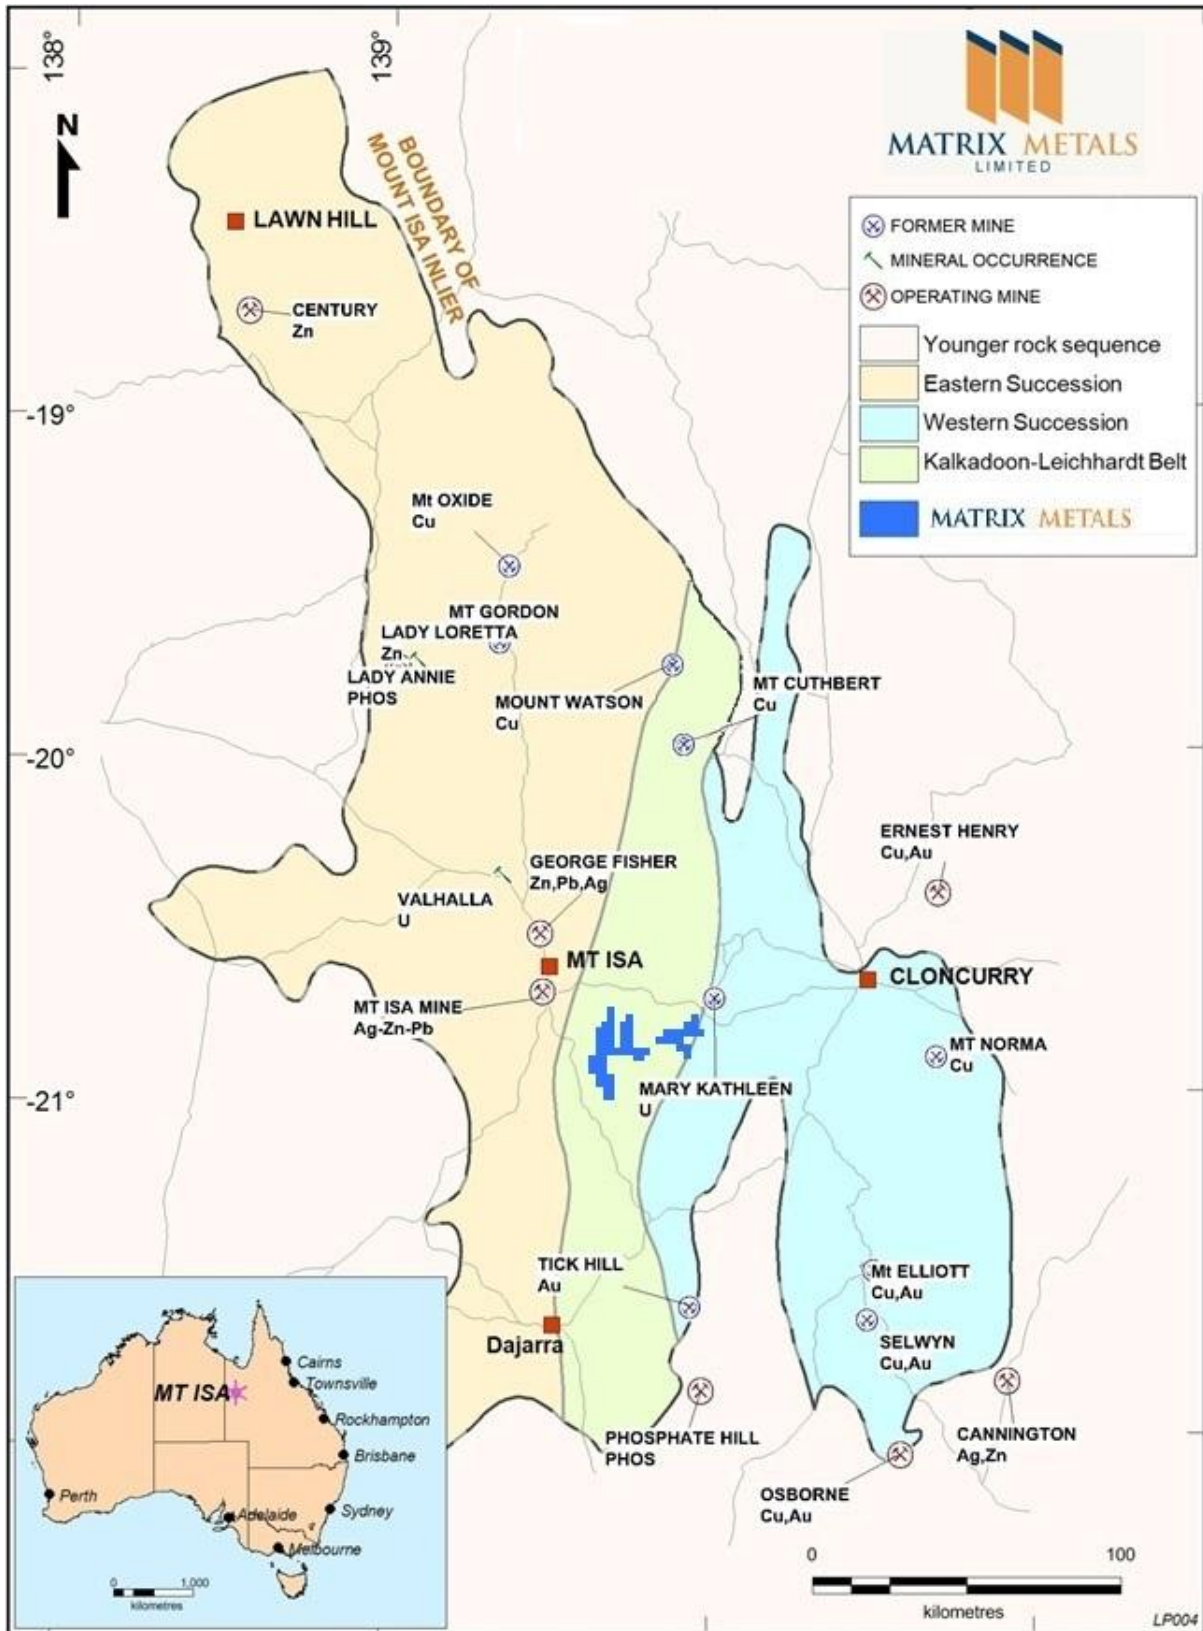 138°
139°
N
MATRIX METALS
LIMITED
BOUNDARY OF
MOUNT ISA INLIER
FORMER MINE
MINERAL OCCURRENCE
OPERATING MINE
Younger rock sequence
Eastern Succession
Western Succession
Kalkadoon-Leichhardt Belt
MATRIX METALS
LAWN HILL
CENTURY
Zn
-19°
Mt OXIDE
Cu
MT GORDON
LADY LORETTA
Zn
LADY ANNIE
PHOS
MOUNT WATSON
Cu
MT CUTHBERT
Cu
-20°
ERNEST HENRY
Cu,Au
GEORGE FISHER
Zn,Pb,Ag
VALHALLA
U
MT ISA
CLONCURRY
MT ISA MINE
Ag-Zn-Pb
MT NORMA
Cu
MARY KATHLEEN
U
-21°
TICK HILL
Au
Mt ELLIOTT
Cu,Au
Dajarra
SELWYN
Cu,Au
PHOSPHATE HILL
PHOS
CANNINGTON
Ag,Zn
OSBORNE
Cu,Au
Cairns
Townsville
MT ISA
Rockhampton
Brisbane
Perth
Adelaide
Sydney
Melbourne
0 1,000
kilometres
0 100
kilometres
LP004